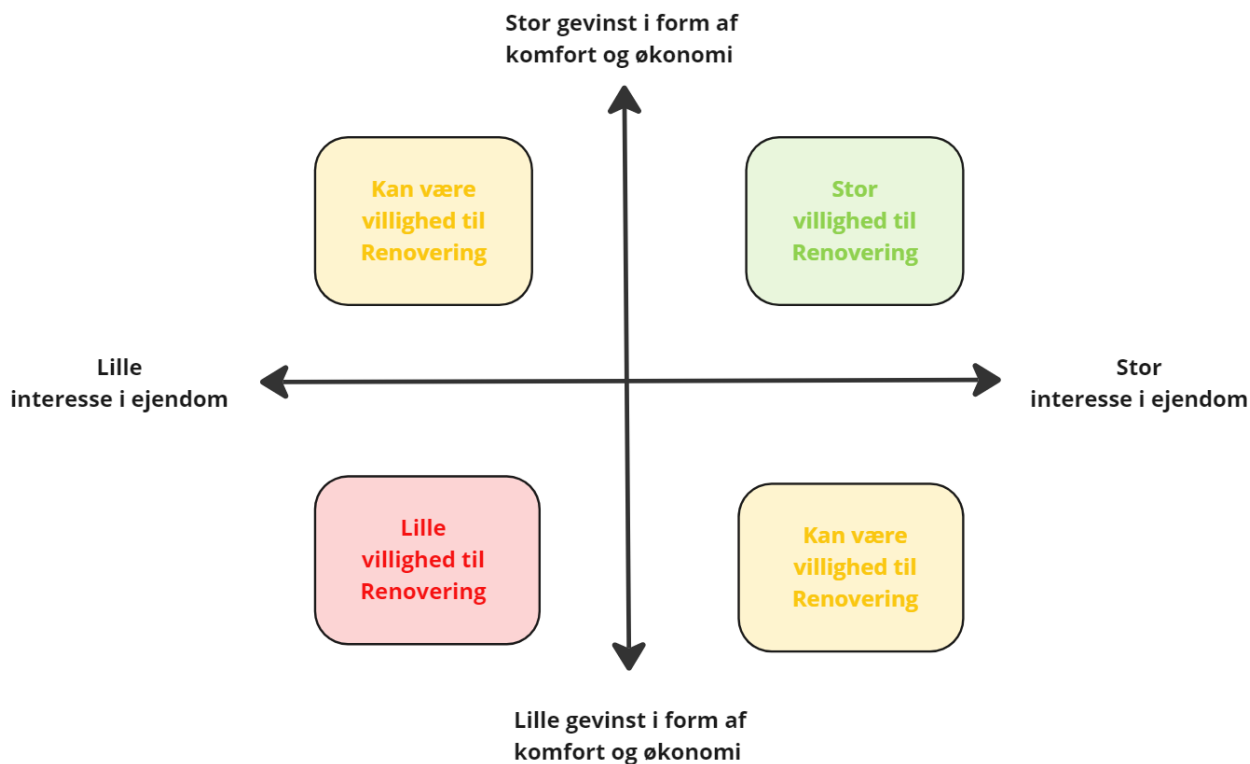 Stor gevinst i form af
komfort og økonomi
Kan være
villighed til
Renovering
Stor
villighed til
Renovering
Lille
interesse i ejendom
Stor
interesse i ejendom
Lille
villighed til
Renovering
Kan være
villighed til
Renovering
Lille gevinst i form af
komfort og økonomi